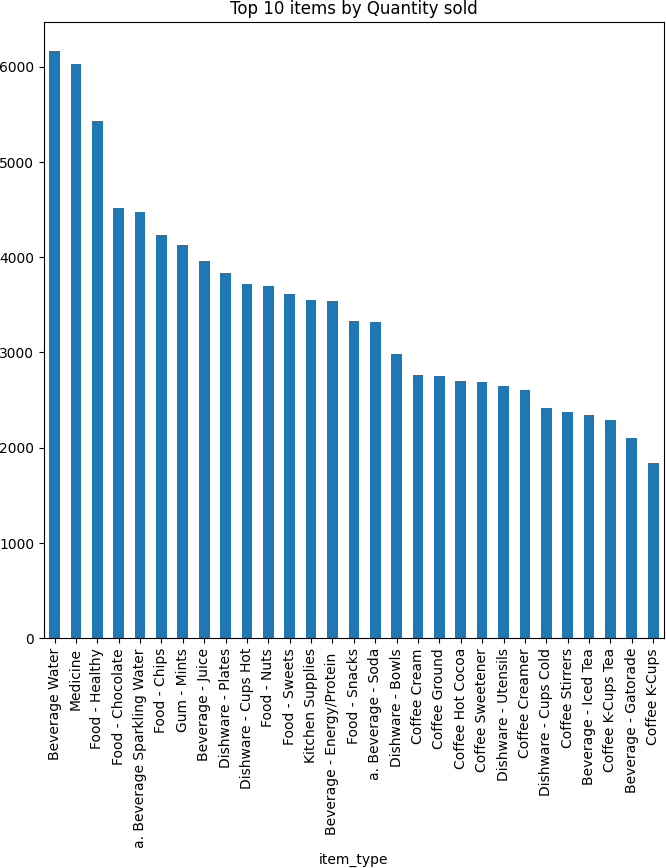 Top 10 items by Quantity sold
6000
5000
4000
3000
2000
1000
0
Beverage Water
Medicine
Food - Healthy
Food - Chocolate
a. Beverage Sparkling Water
Food - Chips
Gum - Mints
Beverage - Juice
Dishware - Plates
Dishware - Cups Hot
Food - Nuts
Food - Sweets
Kitchen Supplies
Beverage - Energy/Protein
Food - Snacks
a. Beverage - Soda
Dishware - Bowls
Coffee Cream
Coffee Ground
Coffee Hot Cocoa
Coffee Sweetener
Dishware - Utensils
Coffee Creamer
Dishware - Cups Cold
Coffee Stirrers
Beverage - Iced Tea
Coffee K-Cups Tea
Beverage - Gatorade
Coffee K-Cups
item_type